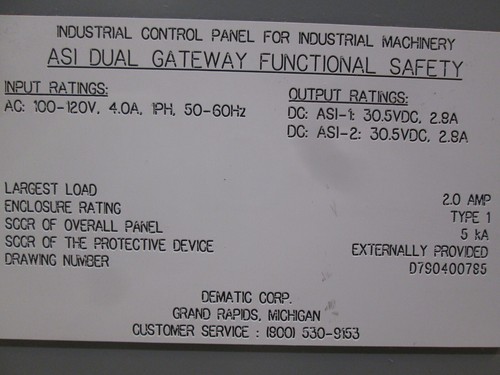 INDUSTRIAL CONTROL PANEL FOR INDUSTRIAL MACHINERY
ASI DUAL GATEWAY FUNCTIONAL SAFETY
INPUT RATINGS:
AC: 100-120V, 4.0A, 1PH, 50-60Hz
OUTPUT RATINGS:
DC: ASI-1: 30.5VDC, 2.8A
DC: ASI-2: 30.5VDC, 2.8A
LARGEST LOAD 2.0 AMP
ENCLOSURE RATING TYPE 1
SCCR OF OVERALL PANEL 5 kA
SCCR OF THE PROTECTIVE DEVICE EXTERNALLY PROVIDED
DRAWING NUMBER D7S0400785
DEMATIC CORP.
GRAND RAPIDS, MICHIGAN
CUSTOMER SERVICE : (800) 530-9153